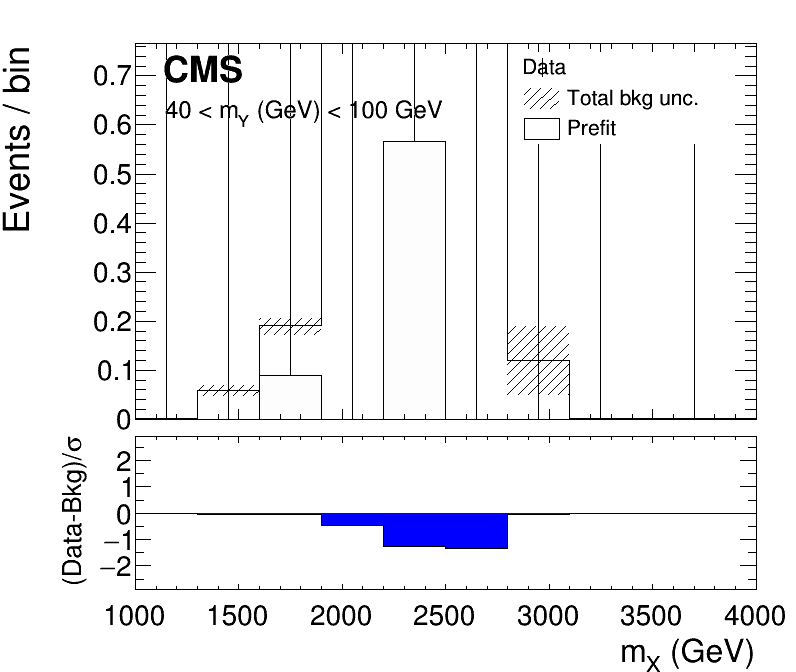 Events / bin
0.7
0.6
0.5
0.4
0.3
0.2
0.1
0
CMS
40 < mY (GeV) < 100 GeV
Data
Total bkg unc.
Prefit
(Data-Bkg)/σ
2
1
0
−1
−2
1000 1500 2000 2500 3000 3500 4000
mX (GeV)